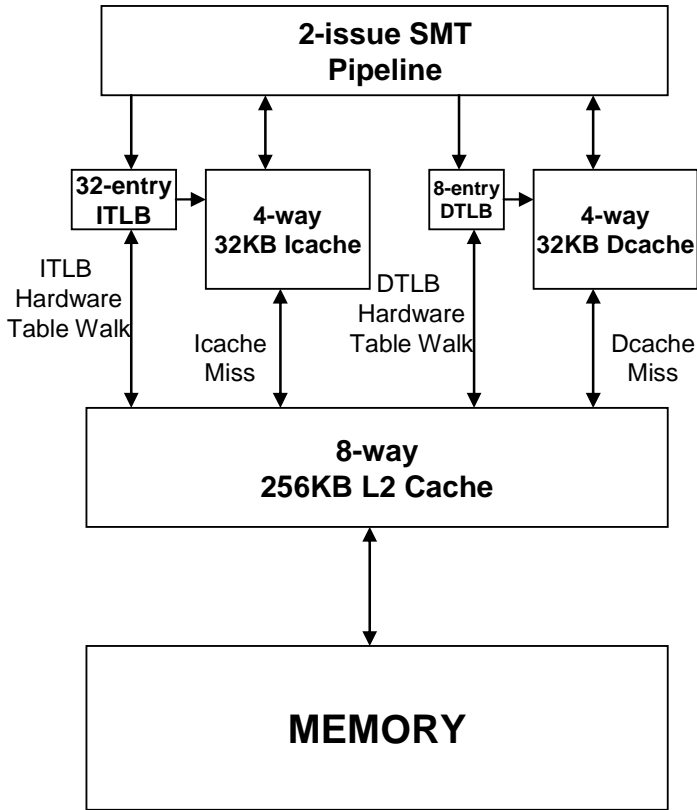 2-issue SMT
Pipeline
32-entry
ITLB
4-way
32KB Icache
8-entry
DTLB
4-way
32KB Dcache
ITLB
Hardware
Table Walk
Icache
Miss
DTLB
Hardware
Table Walk
Dcache
Miss
8-way
256KB L2 Cache
MEMORY